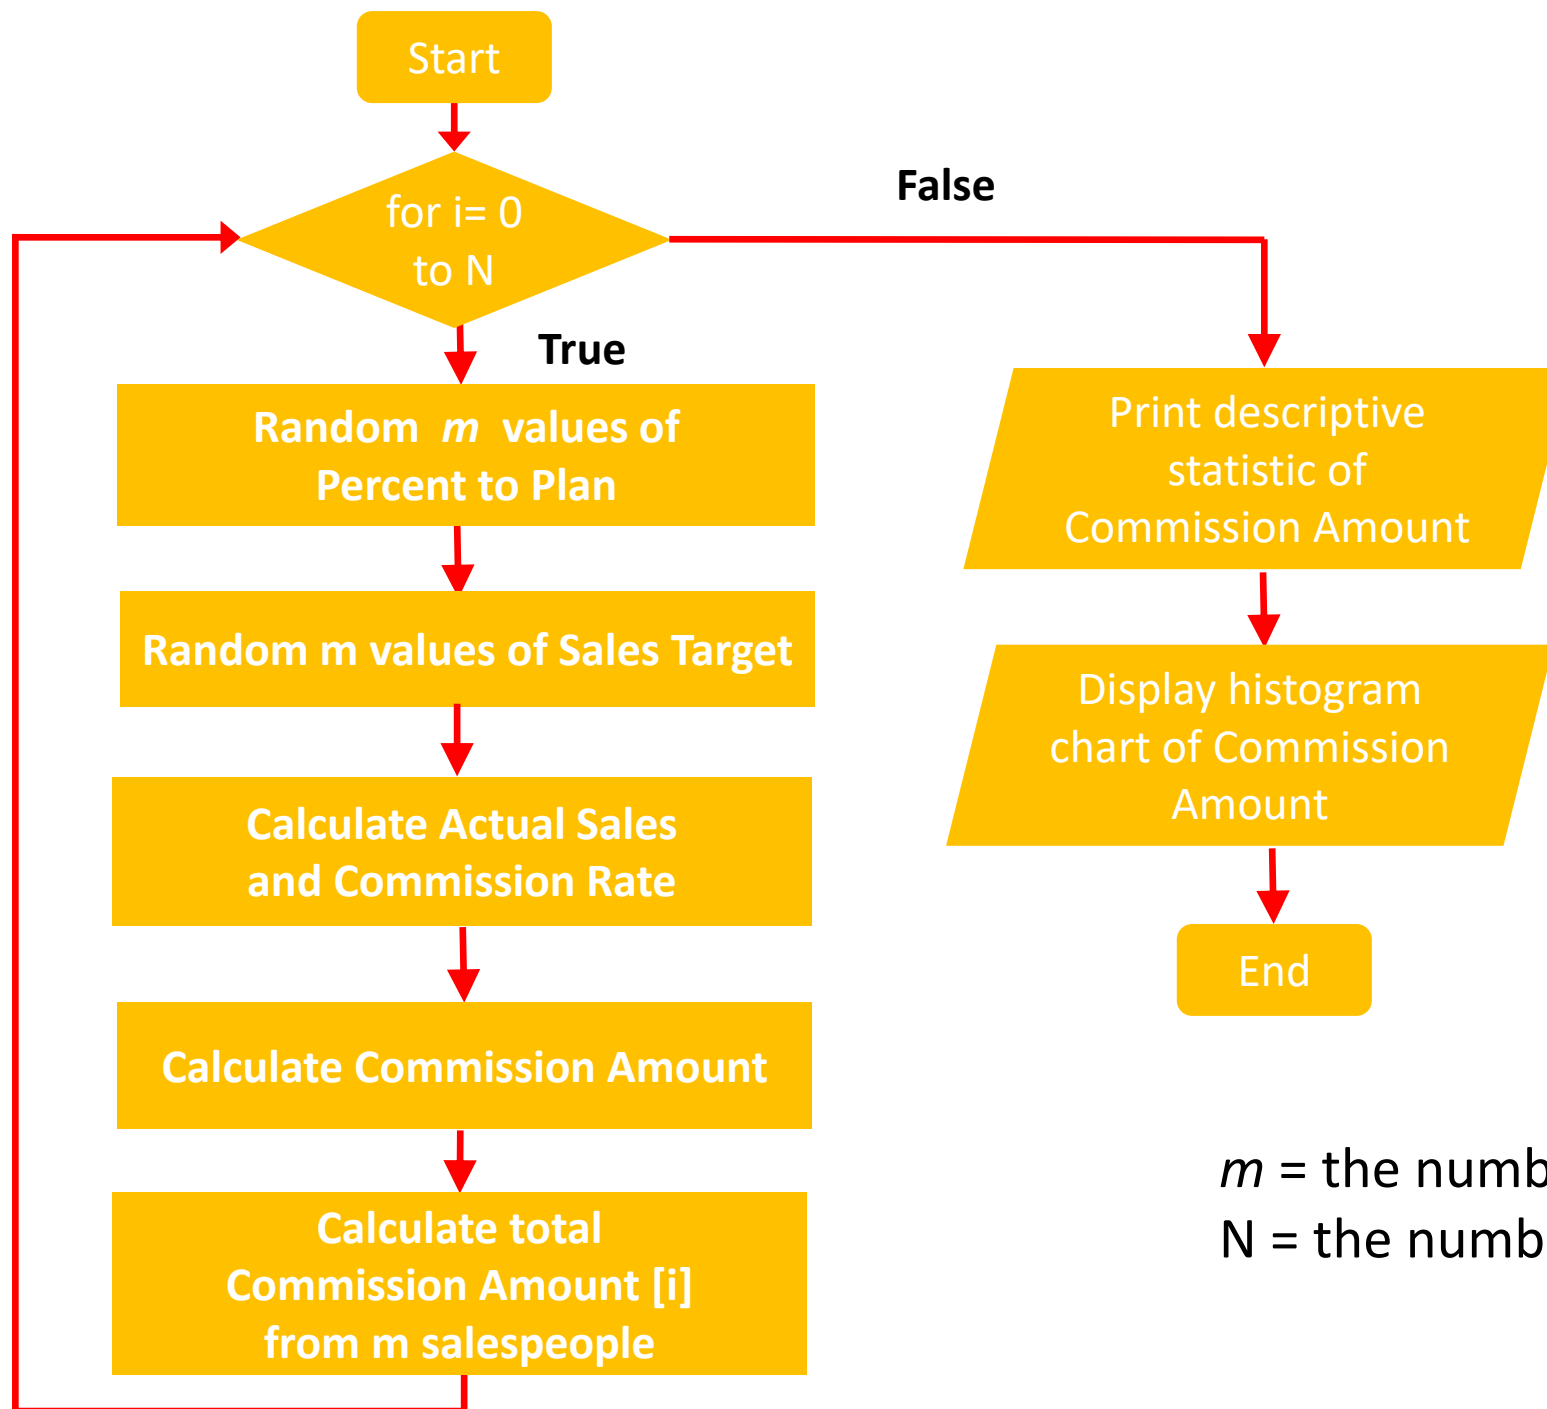 Start
for i= 0
to N
False
True
Random m values of
Percent to Plan
Random m values of Sales Target
Calculate Actual Sales
and Commission Rate
Calculate Commission Amount
Calculate total
Commission Amount [i]
from m salespeople
Print descriptive
statistic of
Commission Amount
Display histogram
chart of Commission
Amount
End
m = the numb
N = the numb